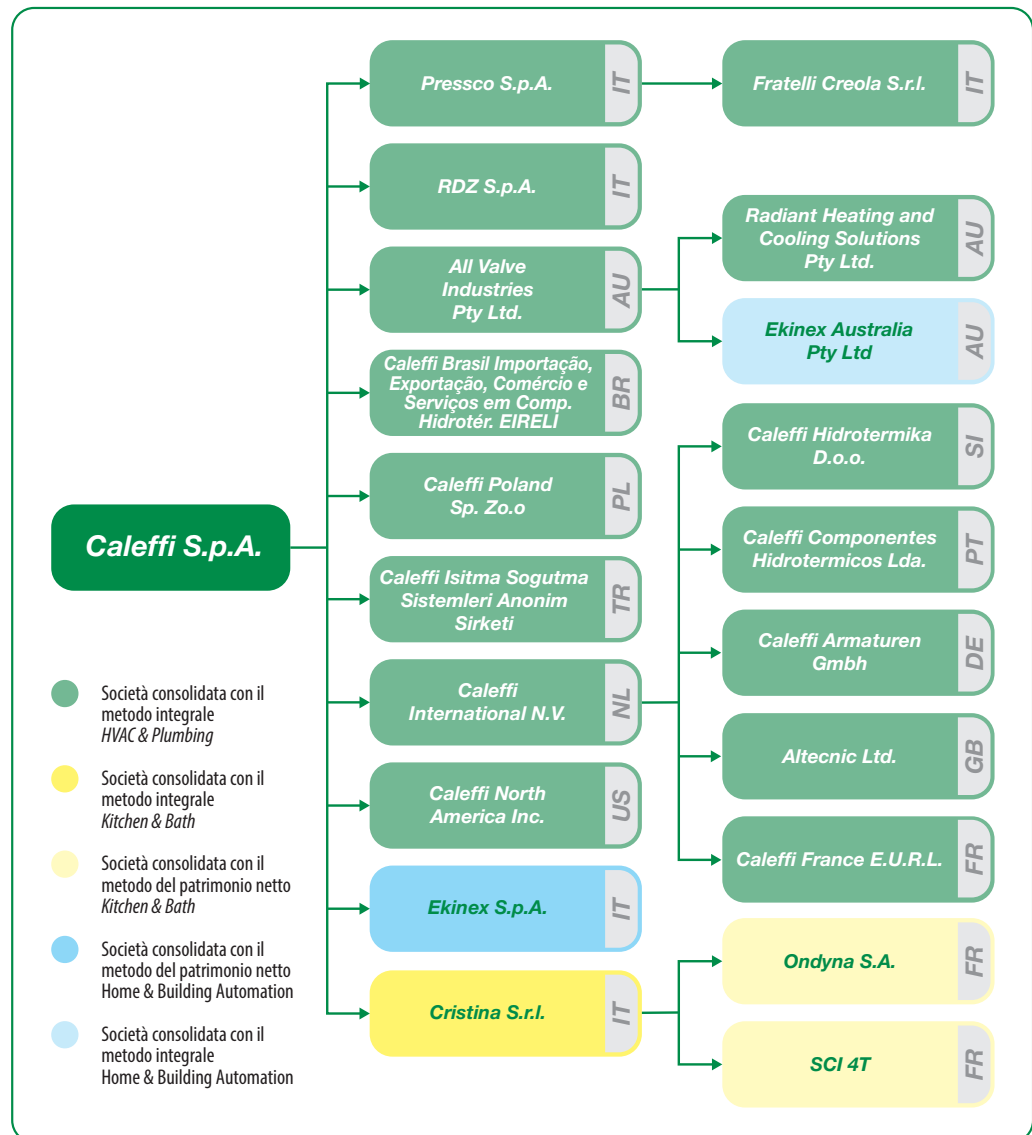 Caleffi S.p.A.
Pressco S.p.A.
IT
RDZ S.p.A.
IT
All Valve
Industries
Pty Ltd.
AU
Caleffi Brasil Importação,
Exportação, Comércio e
Serviços em Comp.
Hidrotér. EIRELI
BR
Caleffi Poland
Sp. Zo.o
PL
Caleffi Isitma Sogutma
Sistemleri Anonim
Sirketi
TR
Caleffi
International N.V.
NL
Caleffi North
America Inc.
US
Ekinex S.p.A.
IT
Cristina S.r.l.
IT
Fratelli Creola S.r.l.
IT
Radiant Heating and
Cooling Solutions
Pty Ltd.
AU
Ekinex Australia
Pty Ltd
AU
Caleffi Hidrotermika
D.o.o.
SI
Caleffi Componentes
Hidrotermicos Lda.
PT
Caleffi Armaturen
Gmbh
DE
Altecnic Ltd.
GB
Caleffi France E.U.R.L.
FR
Ondyna S.A.
FR
SCI 4T
FR
Società consolidata con il
metodo integrale
HVAC & Plumbing
Società consolidata con il
metodo integrale
Kitchen & Bath
Società consolidata con il
metodo del patrimonio netto
Kitchen & Bath
Società consolidata con il
metodo del patrimonio netto
Home & Building Automation
Società consolidata con il
metodo integrale
Home & Building Automation